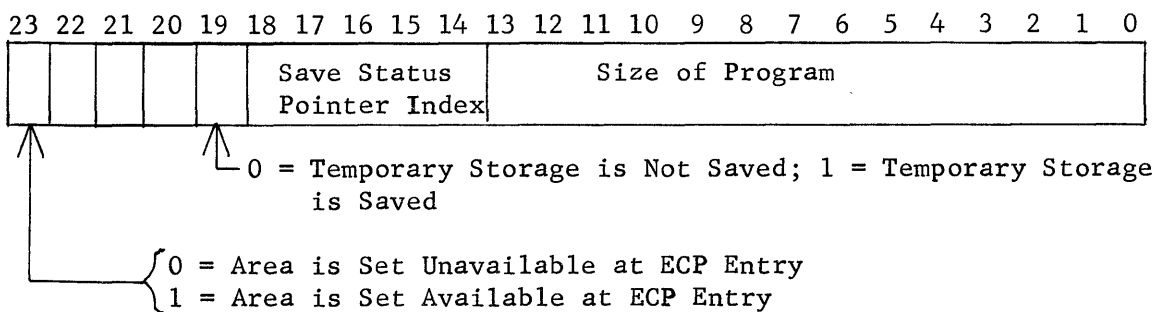 23 22 21 20 19 18 17 16 15 14 13 12 11 10 9 8 7 6 5 4 3 2 1 0
Save Status Size of Program
Pointer Index
0 = Temporary Storage is Not Saved; 1 = Temporary Storage
is Saved
0 = Area is Set Unavailable at ECP Entry
1 = Area is Set Available at ECP Entry